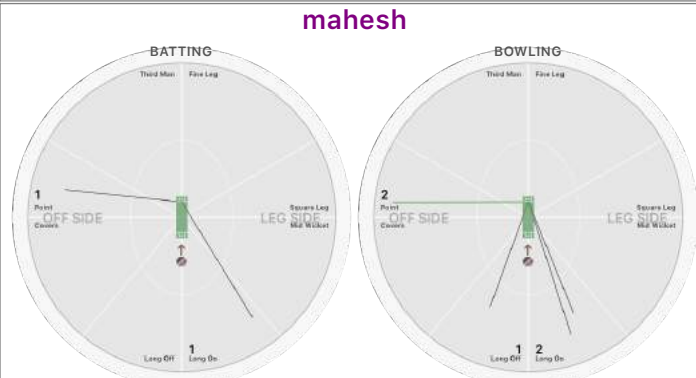 mahesh
BATTING
Third Man Fine Leg
1
Point
OFF SIDE
Covers
Square Leg
LEG SIDE
Mid Wicket
1
Long Off Long On
BOWLING
Third Man Fine Leg
2
Point
OFF SIDE
Covers
Square Leg
LEG SIDE
Mid Wicket
1 2
Long Off Long On